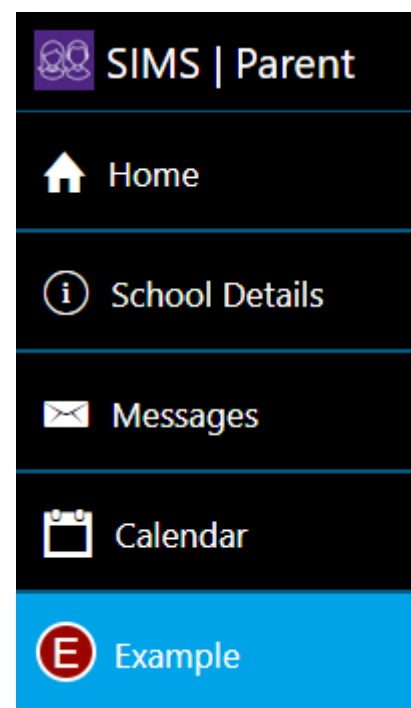 SIMS | Parent
Home
i School Details
Messages
Calendar
E Example